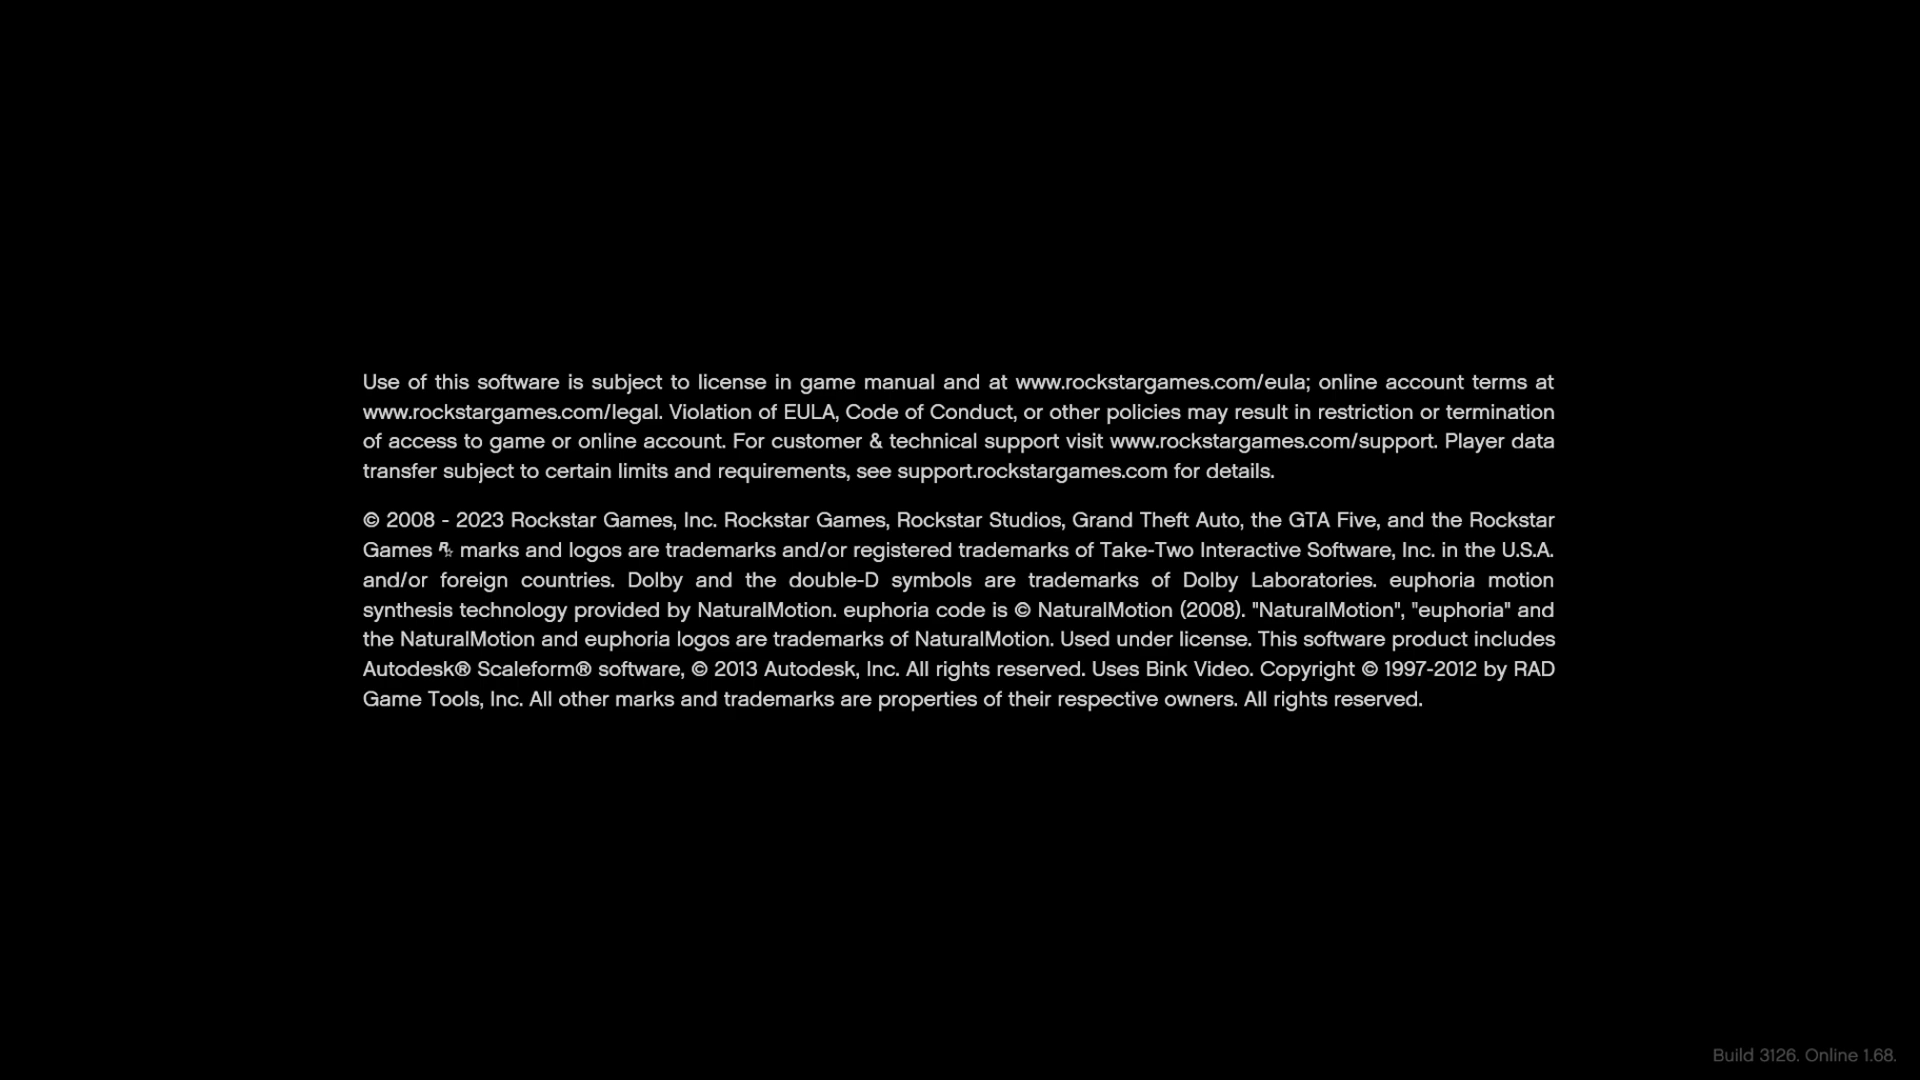 Use of this software is subject to license in game manual and at www.rockstargames.com/eula; online account terms at
www.rockstargames.com/legal. Violation of EULA, Code of Conduct, or other policies may result in restriction or termination
of access to game or online account. For customer & technical support visit www.rockstargames.com/support. Player data
transfer subject to certain limits and requirements, see support.rockstargames.com for details.
© 2008 - 2023 Rockstar Games, Inc. Rockstar Games, Rockstar Studios, Grand Theft Auto, the GTA Five, and the Rockstar
Games R* marks and logos are trademarks and/or registered trademarks of Take-Two Interactive Software, Inc. in the U.S.A.
and/or foreign countries. Dolby and the double-D symbols are trademarks of Dolby Laboratories. euphoria motion
synthesis technology provided by NaturalMotion. euphoria code is © NaturalMotion (2008). "NaturalMotion", "euphoria" and
the NaturalMotion and euphoria logos are trademarks of NaturalMotion. Used under license. This software product includes
Autodesk® Scaleform® software, © 2013 Autodesk, Inc. All rights reserved. Uses Bink Video. Copyright © 1997-2012 by RAD
Game Tools, Inc. All other marks and trademarks are properties of their respective owners. All rights reserved.
Build 3126. Online 1.68.